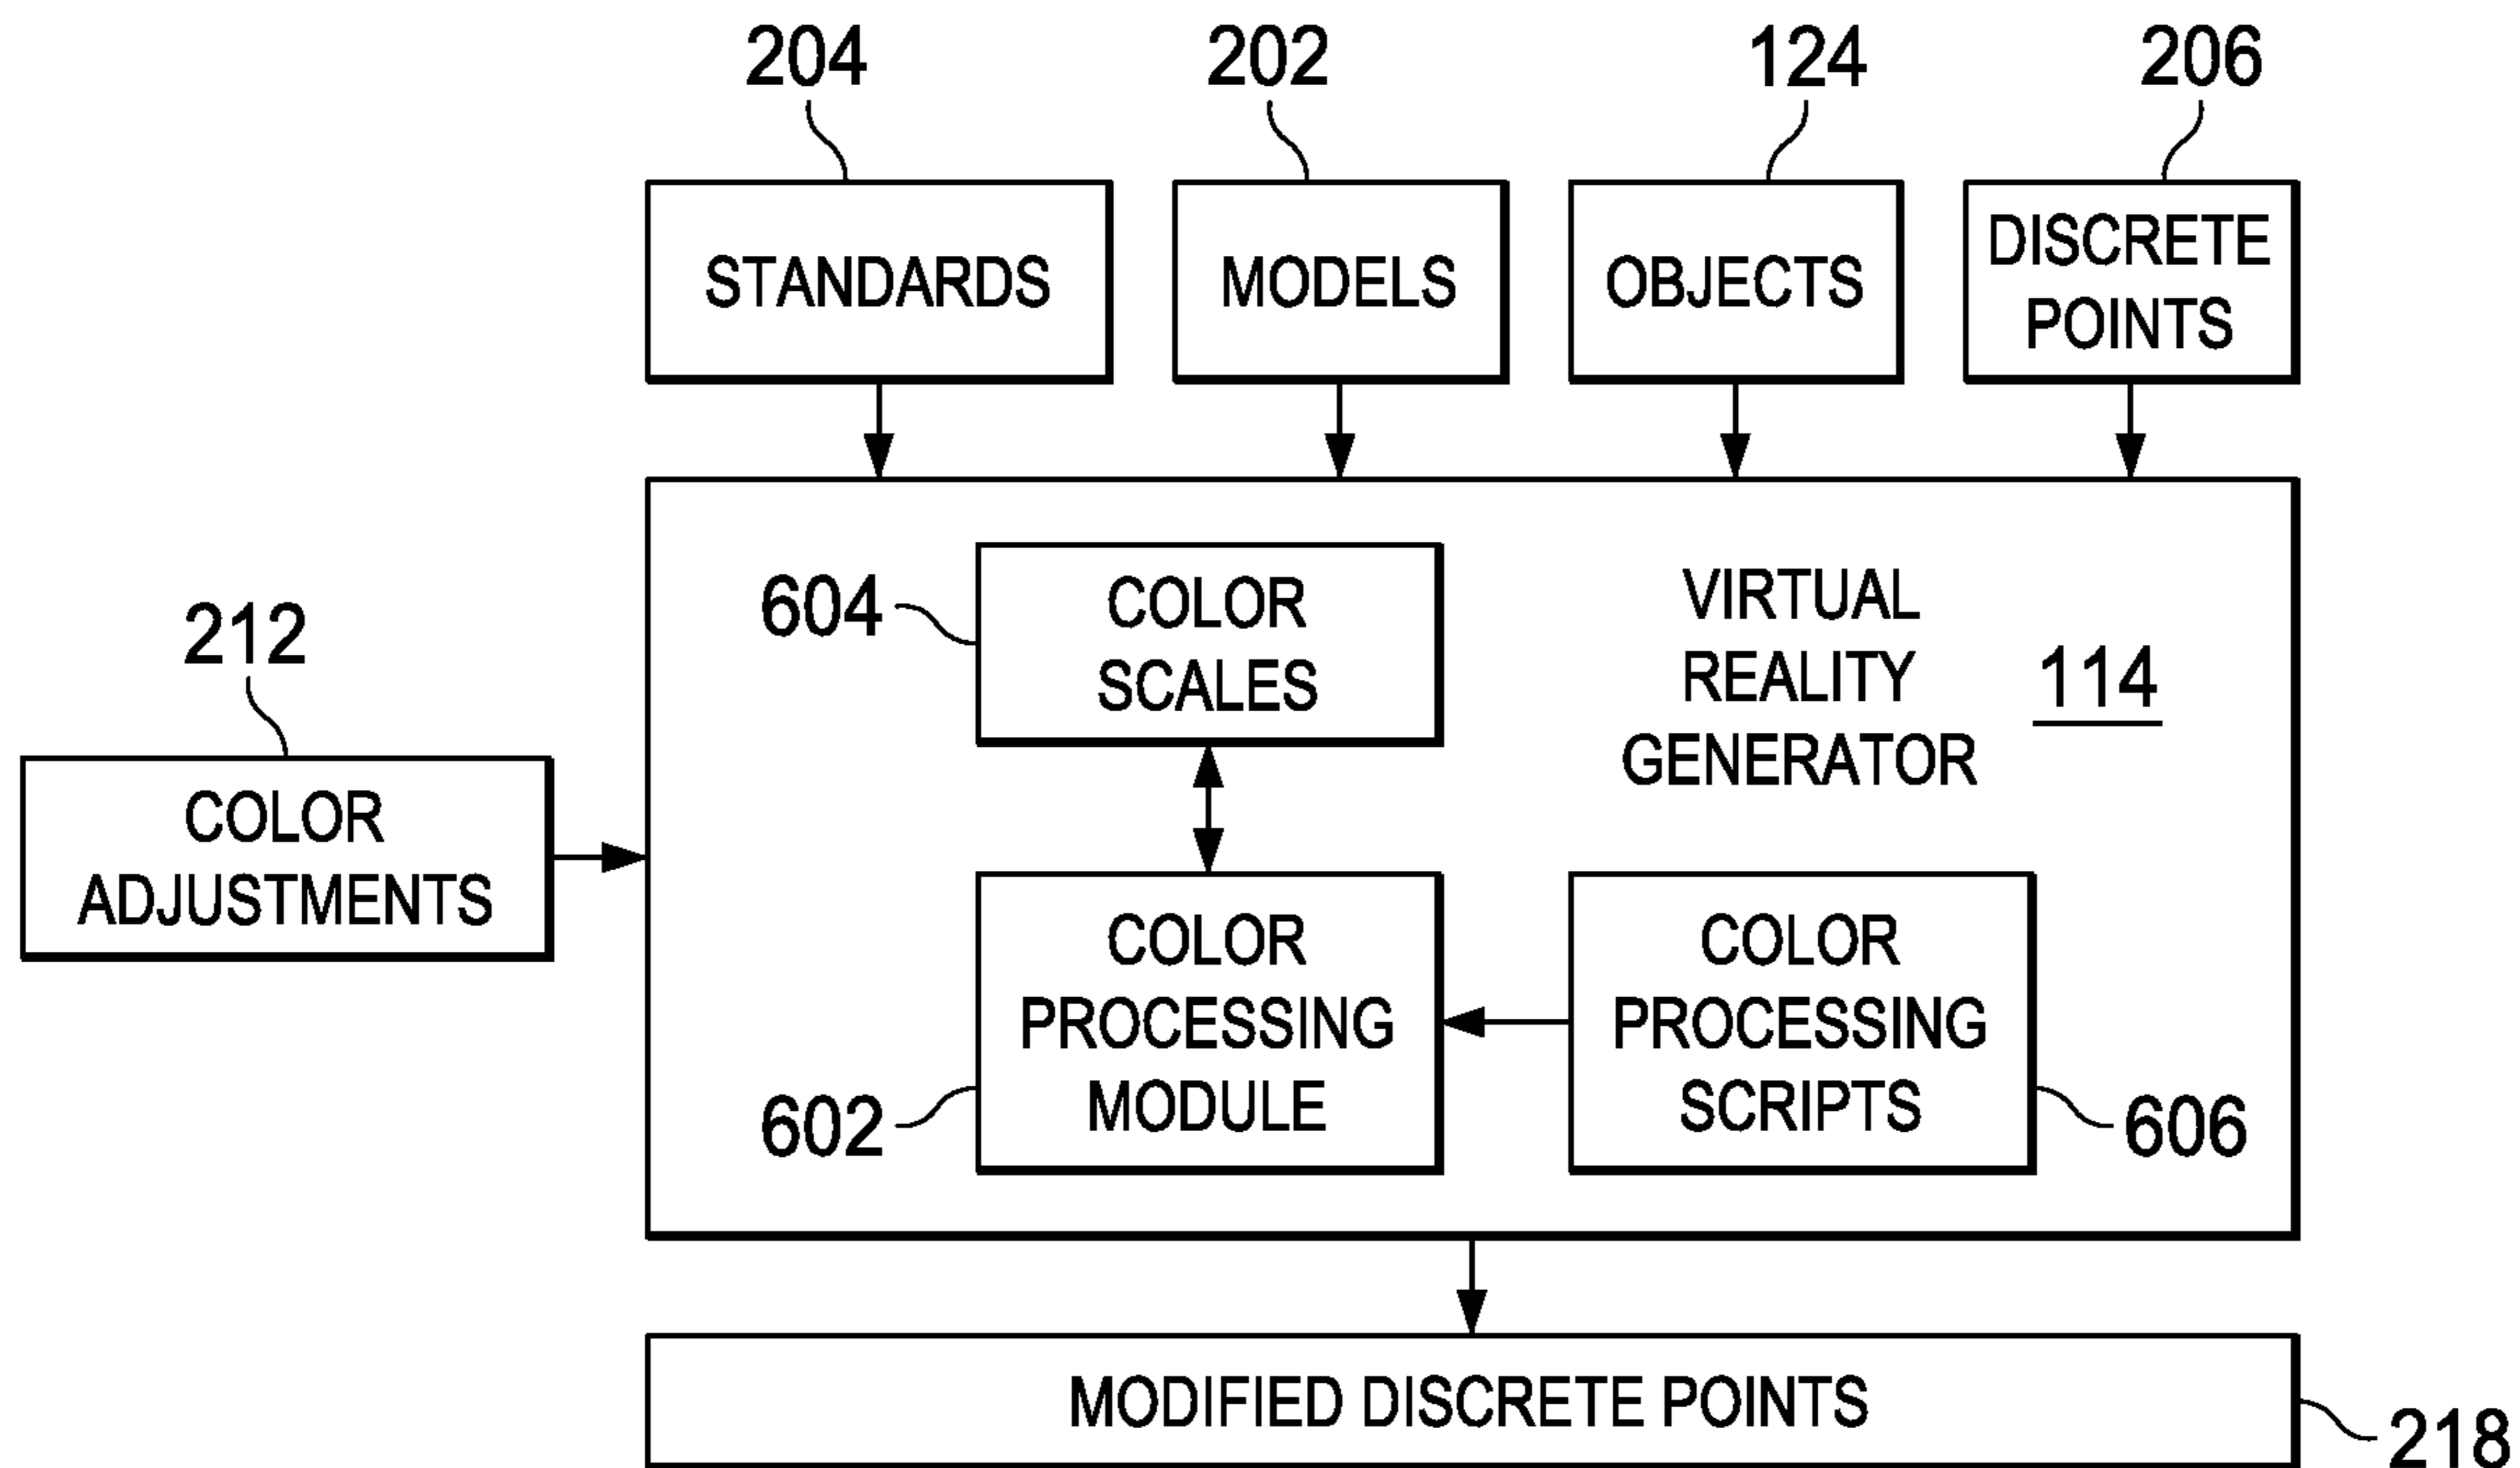 204
202
124
206
STANDARDS
MODELS
OBJECTS
DISCRETE
POINTS
212
COLOR
ADJUSTMENTS
604
COLOR
SCALES
VIRTUAL
REALITY
GENERATOR
114
602
COLOR
PROCESSING
MODULE
COLOR
PROCESSING
SCRIPTS
606
MODIFIED DISCRETE POINTS
218